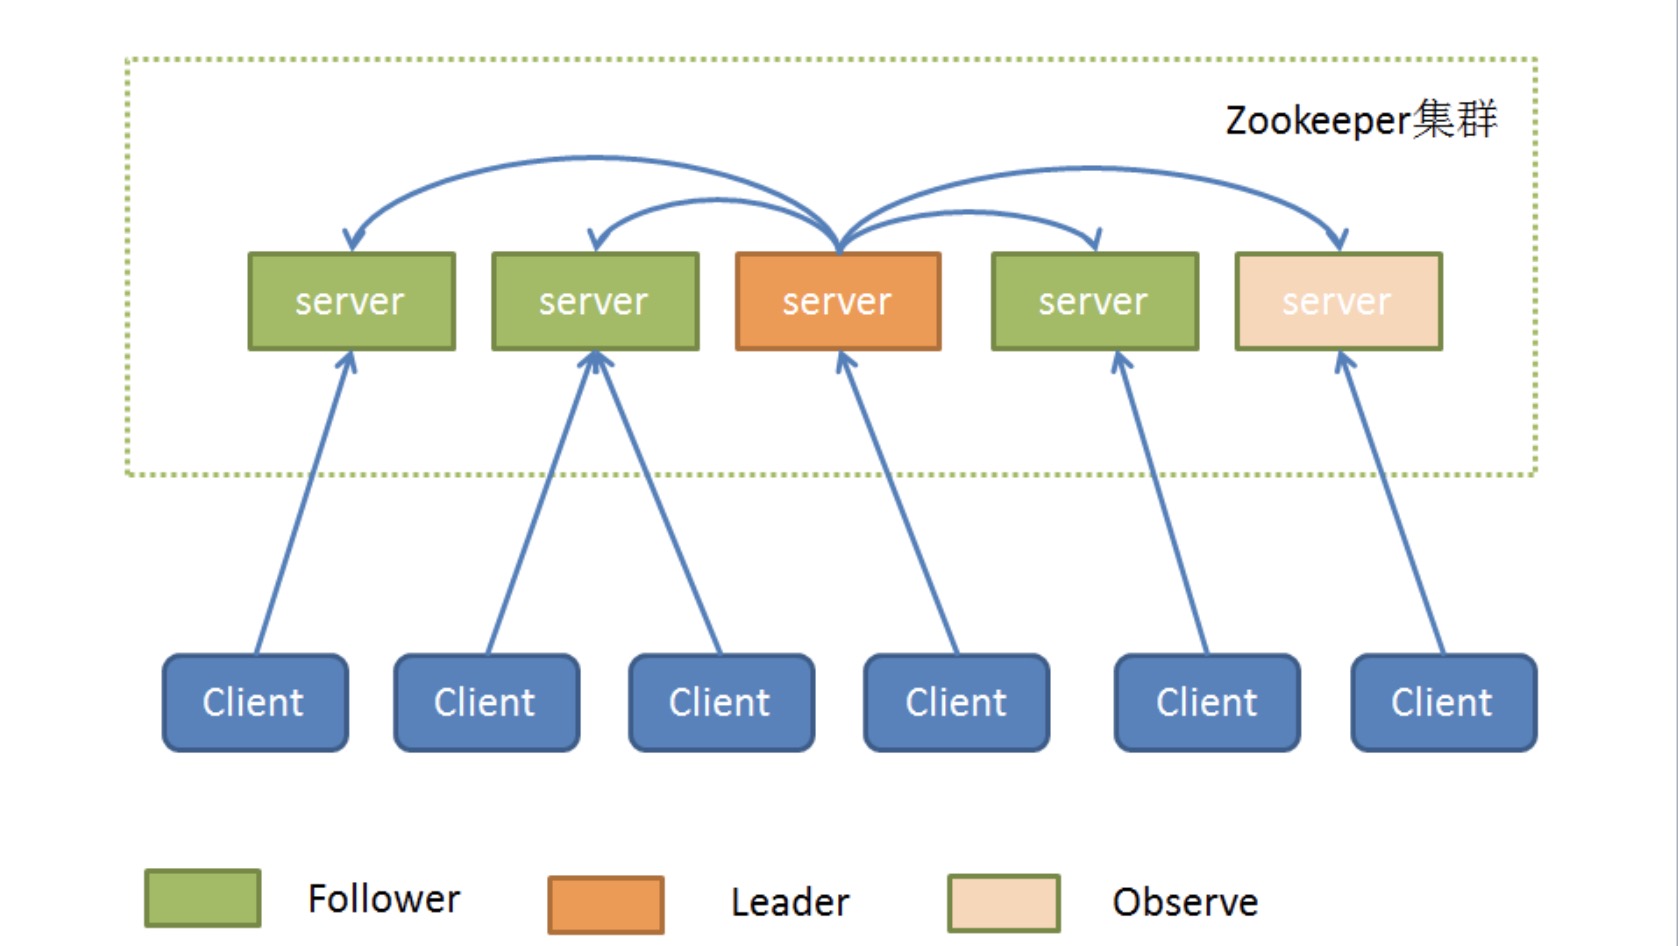 Zookeeper集群
server
server
server
server
server
Client
Client
Client
Client
Client
Client
Follower
Leader
Observe